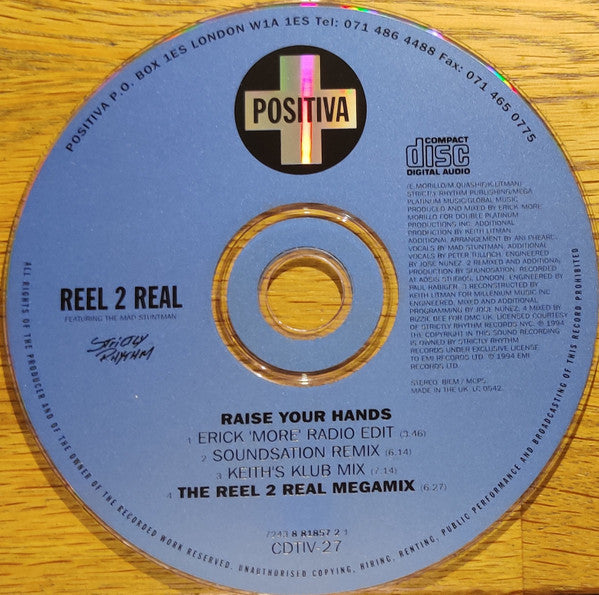 POSITIVA P.O. BOX 1ES LONDON W1A 1ES Tel: 071 486 4488 Fax: 071 465 0775
POSITIVA
COMPACT
disc
DIGITAL AUDIO
(E.MORILLO/M.QUASHIE/K.LITMAN)
STRICTLY RHYTHM PUBLISHING/MEGA
PLATINUM MUSIC/GLOBAL MUSIC
PRODUCED AND MIXED BY ERICK 'MORE'
MORILLO FOR DOUBLE PLATINUM
PRODUCTIONS INC. ADDITIONAL
PRODUCTION BY KEITH LITMAN.
ADDITIONAL ARRANGEMENT BY
VOCALS BY MAD STUNTMAN. ADDITIONAL
VOCALS BY PETER TULLOCH. ENGINEERED
BY JOSE NUNEZ. 2 REMIXED AND ADDITIONAL
PRODUCTION BY SOUNDSATION. RECORDED
AT STUDIOS, LONDON. ENGINEERED BY
PAUL 3 RECONSTRUCTED BY
KEITH LITMAN FOR MILLENIUM MUSIC INC.
ENGINEERED, MIXED AND ADDITIONAL
PROGRAMMING BY JOSE NUNEZ. 4 MIXED BY
FOR DMC UK. LICENSED COURTESY
OF STRICTLY RHYTHM RECORDS NYC. ℗ 1994
THE COPYRIGHT IN THIS SOUND RECORDING
IS OWNED BY STRICTLY RHYTHM
RECORDS UNDER EXCLUSIVE LICENSE
TO EMI RECORDS LTD. © 1994 EMI
RECORDS LTD.
STEREO. BIEM / MCPS
MADE IN THE UK. LC 0542.
REEL 2 REAL
FEATURING THE MAD STUNTMAN
STRICTLY
RHYTHM
RAISE YOUR HANDS
1 ERICK 'MORE' RADIO EDIT (3.46)
2 SOUNDSATION REMIX (6.14)
3 KEITH'S KLUB MIX (7.14)
4 THE REEL 2 REAL MEGAMIX (6:27)
7243 8 81857 2 1
CDTIV-27
ALL RIGHTS OF THE PRODUCER AND OF THE OWNER OF THE RECORDED WORK RESERVED. UNAUTHORISED COPYING, HIRING, RENTING, PUBLIC PERFORMANCE AND BROADCASTING OF THIS RECORD PROHIBITED